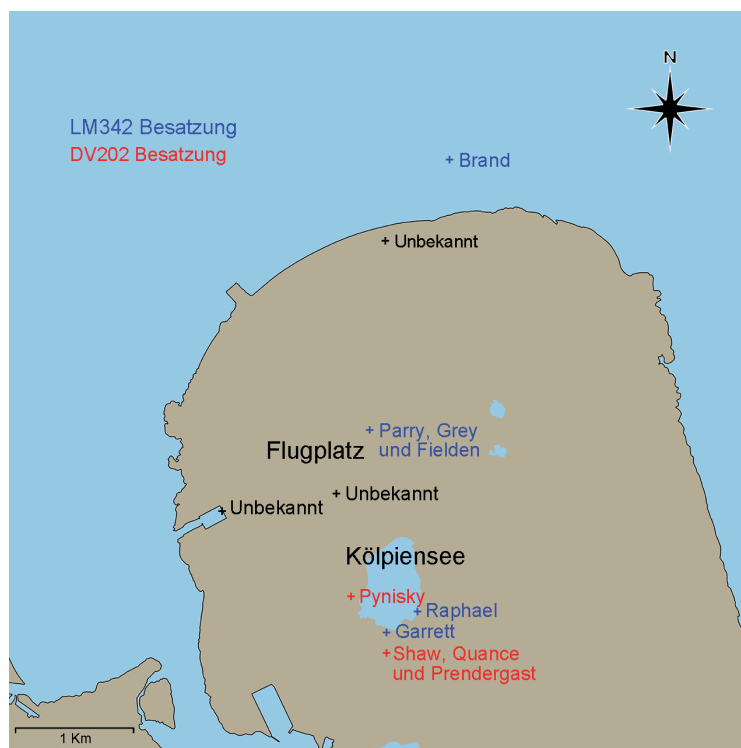 N
LM342 Besatzung
DV202 Besatzung
Brand
Unbekannt
Parry, Grey
und Fielden
Flugplatz
Unbekannt
Unbekannt
Kölpiensee
Pynisky
Raphael
Garrett
Shaw, Quance
und Prendergast
1 Km